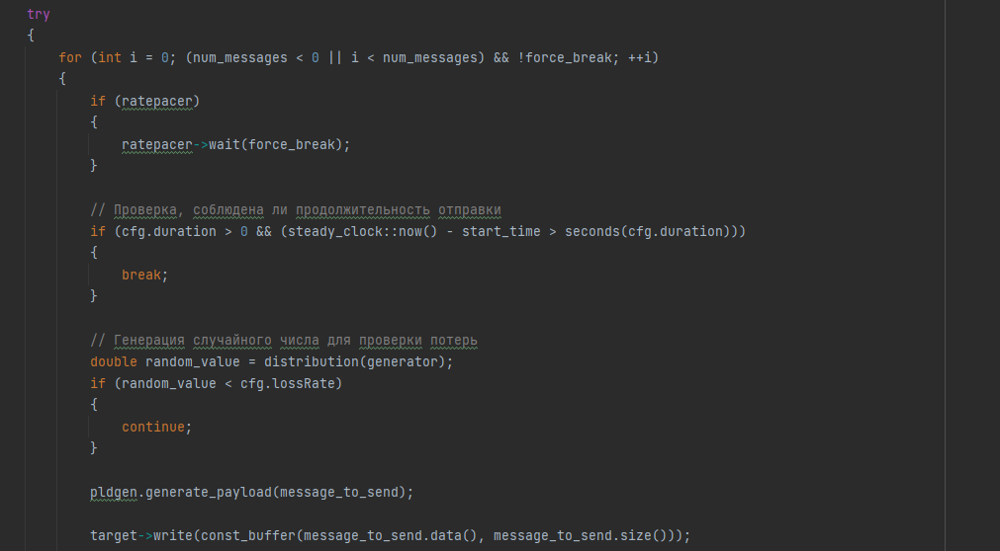 try
{
for (int i = 0; (num_messages < 0 || i < num_messages) && !force_break; ++i)
{
if (ratepacer)
{
ratepacer->wait(force_break);
}
// Проверка, соблюдена ли продолжительность отправки
if (cfg.duration > 0 && (steady_clock::now() - start_time > seconds(cfg.duration)))
{
break;
}
// Генерация случайного числа для проверки потерь
double random_value = distribution(generator);
if (random_value < cfg.lossRate)
{
continue;
}
pldgen.generate_payload(message_to_send);
target->write(const_buffer(message_to_send.data(), message_to_send.size()));